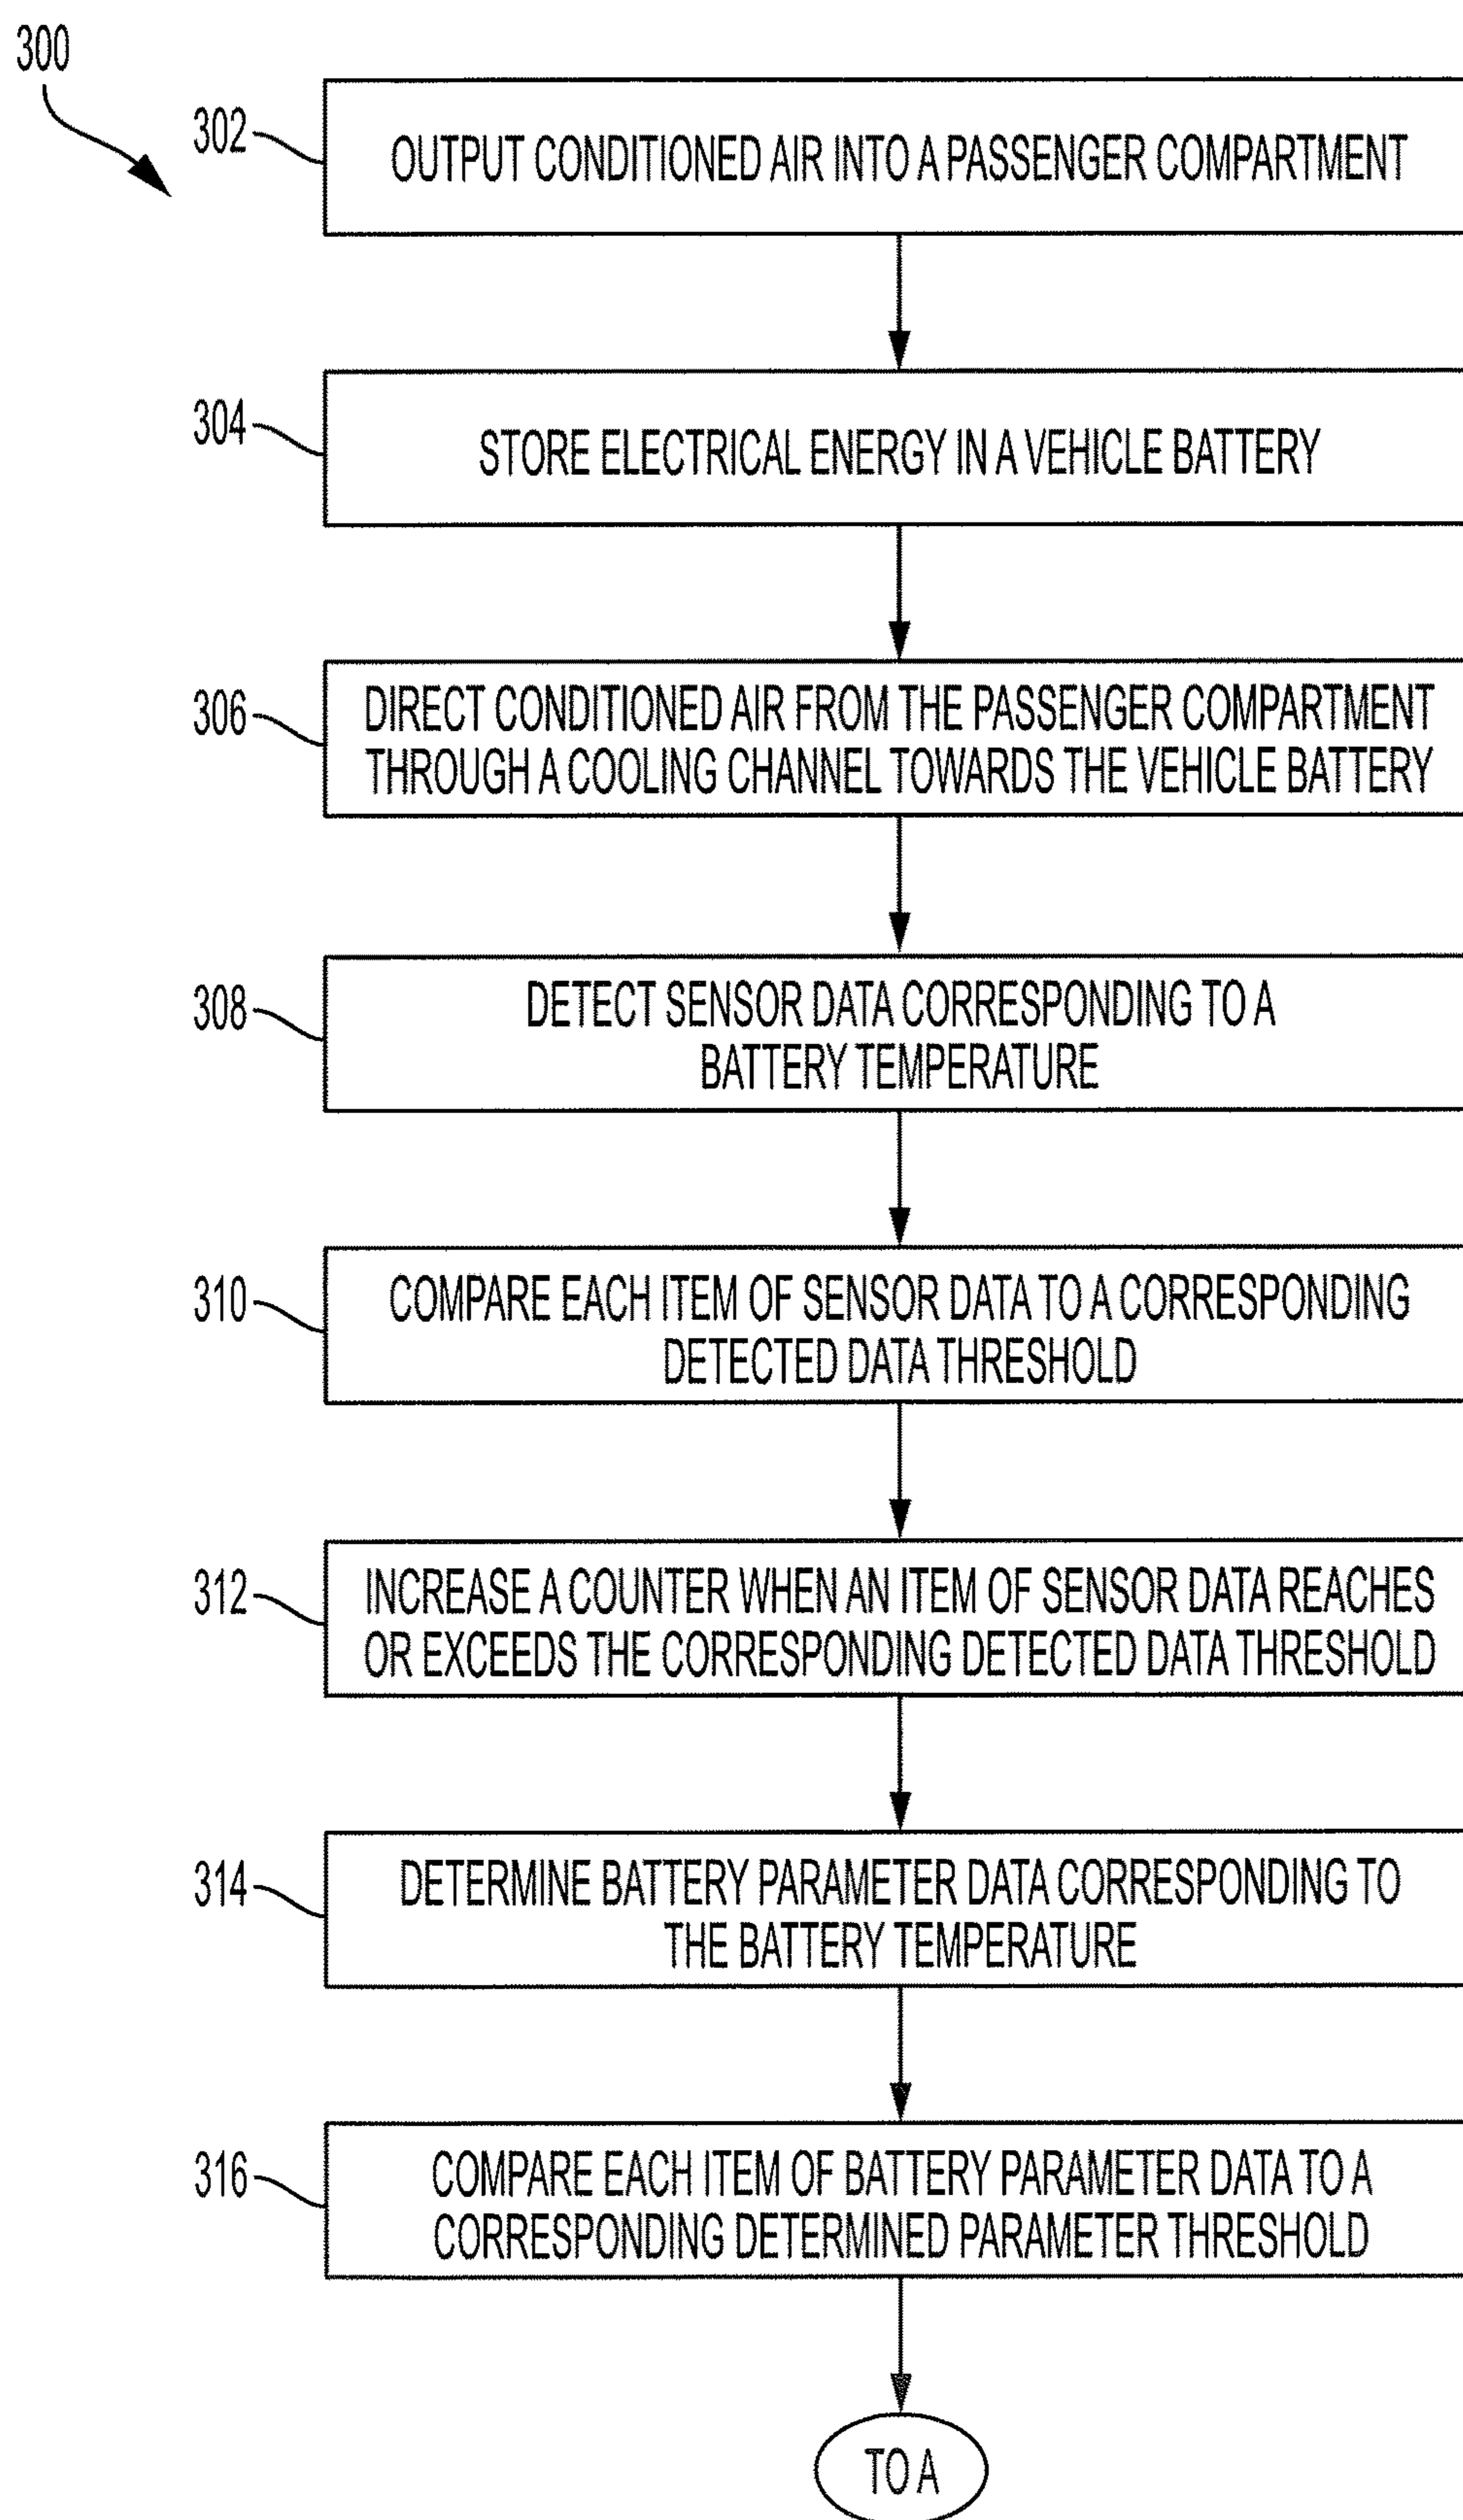 300
302
OUTPUT CONDITIONED AIR INTO A PASSENGER COMPARTMENT
304
STORE ELECTRICAL ENERGY IN A VEHICLE BATTERY
306
DIRECT CONDITIONED AIR FROM THE PASSENGER COMPARTMENT
THROUGH A COOLING CHANNEL TOWARDS THE VEHICLE BATTERY
308
DETECT SENSOR DATA CORRESPONDING TO A
BATTERY TEMPERATURE
310
COMPARE EACH ITEM OF SENSOR DATA TO A CORRESPONDING
DETECTED DATA THRESHOLD
312
INCREASE A COUNTER WHEN AN ITEM OF SENSOR DATA REACHES
OR EXCEEDS THE CORRESPONDING DETECTED DATA THRESHOLD
314
DETERMINE BATTERY PARAMETER DATA CORRESPONDING TO
THE BATTERY TEMPERATURE
316
COMPARE EACH ITEM OF BATTERY PARAMETER DATA TO A
CORRESPONDING DETERMINED PARAMETER THRESHOLD
TO A